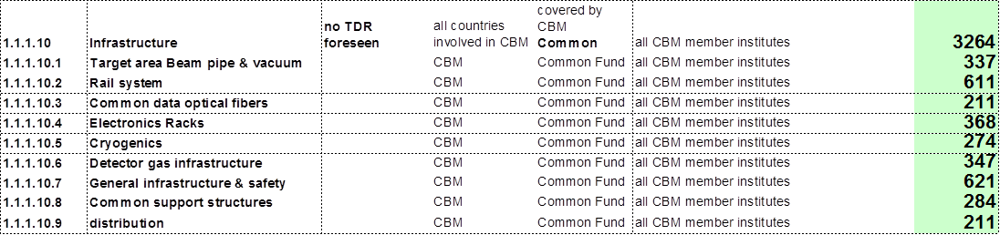 covered by
no TDR all countries CBM
1.1.1.10 Infrastructure foreseen involved in CBM Common all CBM member institutes 3264
1.1.1.10.1 Target area Beam pipe & vacuum CBM Common Fund all CBM member institutes 337
1.1.1.10.2 Rail system CBM Common Fund all CBM member institutes 611
1.1.1.10.3 Common data optical fibers CBM Common Fund all CBM member institutes 211
1.1.1.10.4 Electronics Racks CBM Common Fund all CBM member institutes 368
1.1.1.10.5 Cryogenics CBM Common Fund all CBM member institutes 274
1.1.1.10.6 Detector gas infrastructure CBM Common Fund all CBM member institutes 347
1.1.1.10.7 General infrastructure & safety CBM Common Fund all CBM member institutes 621
1.1.1.10.8 Common support structures CBM Common Fund all CBM member institutes 284
1.1.1.10.9 distribution CBM Common Fund all CBM member institutes 211